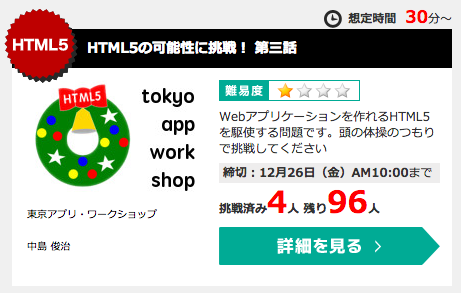 想定時間 30分～
HTML5
HTML5の可能性に挑戦！ 第三話
HTML5
tokyo
app
work
shop
東京アプリ・ワークショップ
中島 俊治
難易度
Webアプリケーションを作れるHTML5
を駆使する問題です。頭の体操のつもり
で挑戦してください
締切：12月26日（金）AM10:00まで
挑戦済み4人 残り96人
詳細を見る